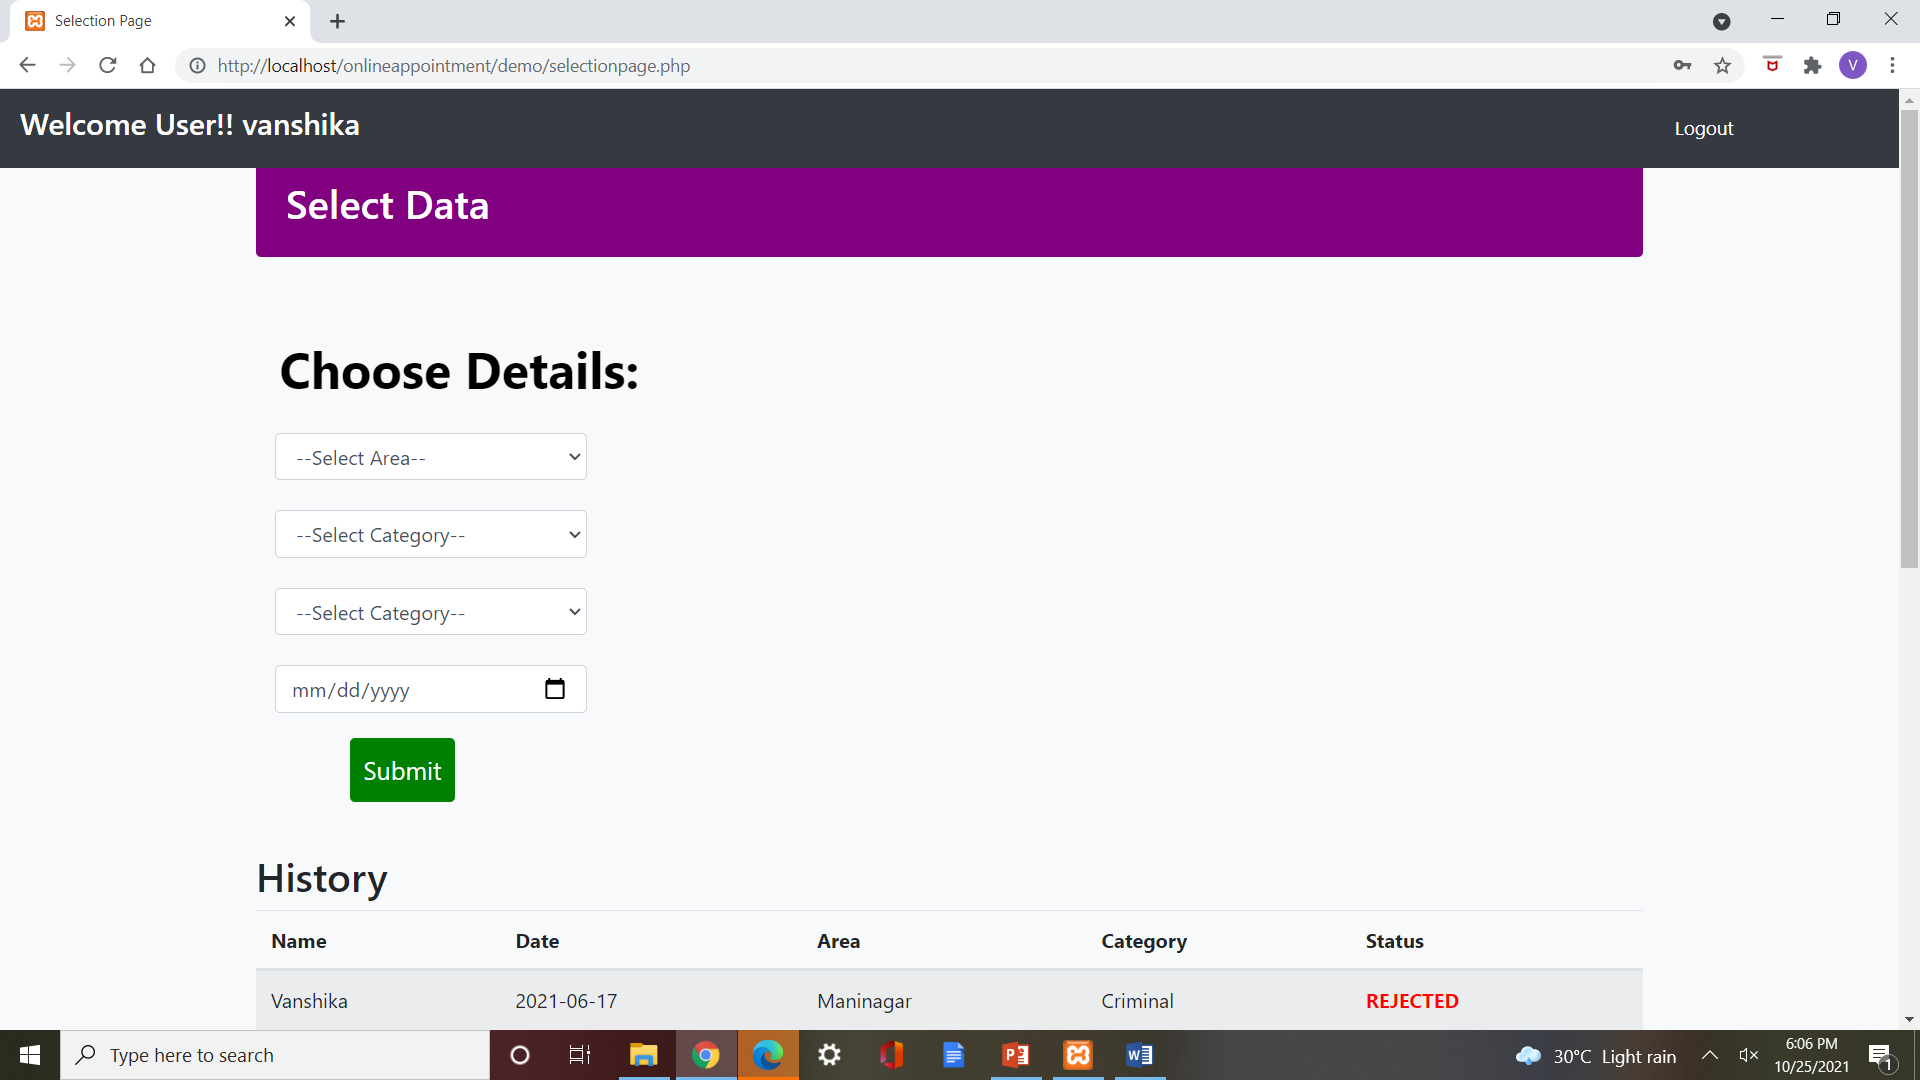 Selection Page
http://localhost/onlineappointment/demo/selectionpage.php
V
Welcome User!! vanshika
Logout
Select Data
Choose Details:
--Select Area--
--Select Category--
--Select Category--
mm/dd/yyyy
Submit
History
Name Date Area Category Status
Vanshika 2021-06-17 Maninagar Criminal REJECTED
Type here to search
30°C Light rain
6:06 PM
10/25/2021
1